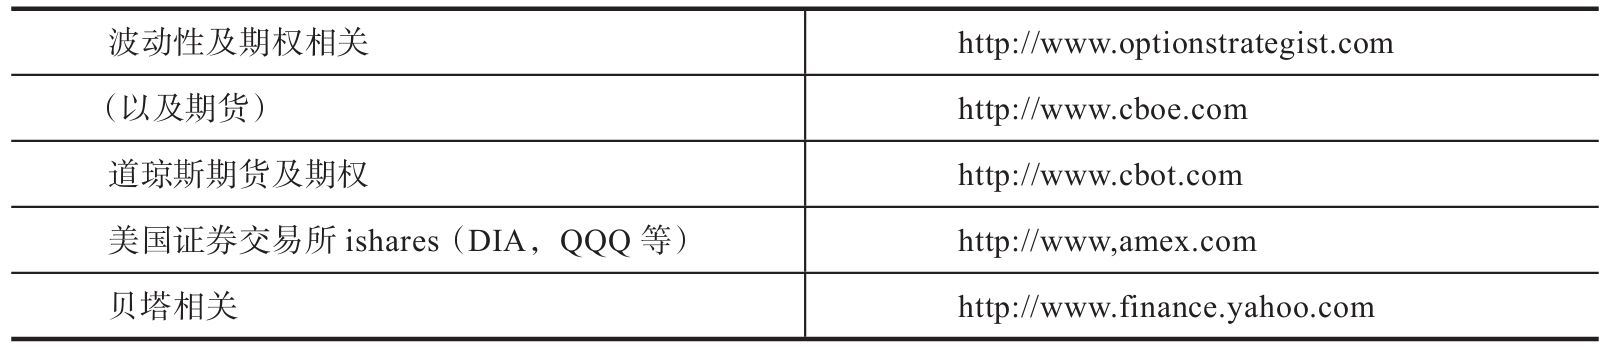 波动性及期权相关 http://www.optionstrategist.com
（以及期货） http://www.cboe.com
道琼斯期货及期权 http://www.cbot.com
美国证券交易所 ishares（DIA，QQQ 等） http://www,amex.com
贝塔相关 http://www.finance.yahoo.com